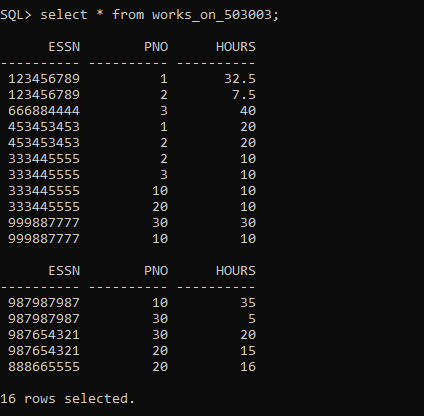 SQL> select * from works_on_503003;
ESSN PNO HOURS
---------- ---------- ----------
123456789 1 32.5
123456789 2 7.5
666884444 3 40
453453453 1 20
453453453 2 20
333445555 2 10
333445555 3 10
333445555 10 10
333445555 20 10
999887777 30 30
999887777 10 10
ESSN PNO HOURS
---------- ---------- ----------
987987987 10 35
987987987 30 5
987654321 30 20
987654321 20 15
888665555 20 16
16 rows selected.